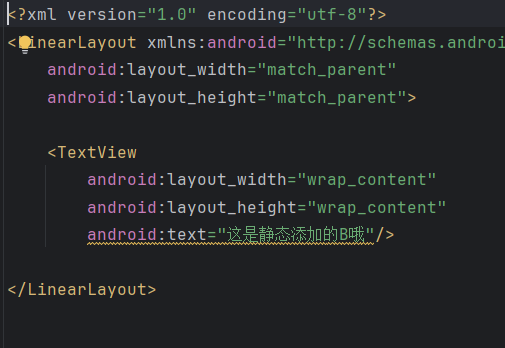 <?xml version="1.0" encoding="utf-8"?>
<LinearLayout xmlns:android="http://schemas.androi
android:layout_width="match_parent"
android:layout_height="match_parent">
<TextView
android:layout_width="wrap_content"
android:layout_height="wrap_content"
android:text="这是静态添加的B哦"/>
</LinearLayout>